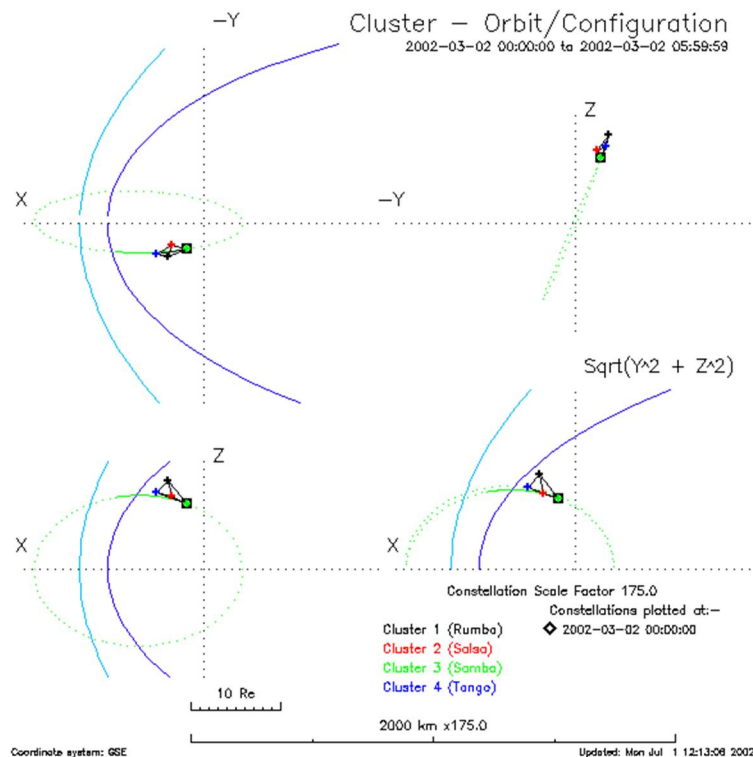 Cluster - Orbit/Configuration
2002-03-02 00:00:00 to 2002-03-02 05:59:59
-Y
Z
X
-Y
Sqrt(Y^2 + Z^2)
Z
X
X
Constellation Scale Factor 175.0
Constellations plotted at:-
2002-03-02 00:00:00
Cluster 1 (Rumba)
Cluster 2 (Salsa)
Cluster 3 (Samba)
Cluster 4 (Tango)
10 Re
2000 km x175.0
Coordinate system: GSE
Updated: Mon Jul 1 12:13:06 2002